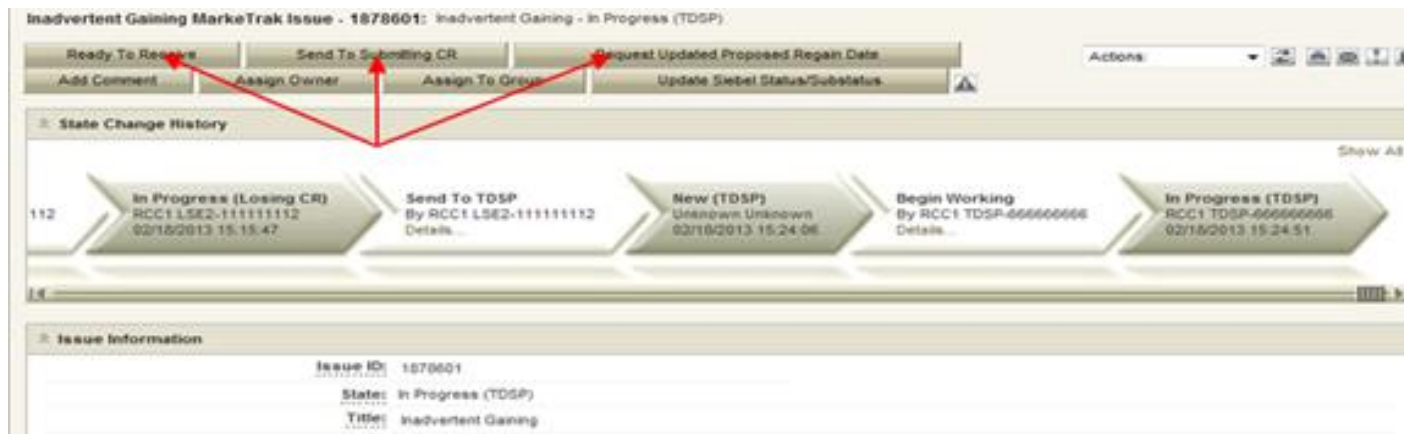 Inadvertent Gaining MarkeTrak Issue - 1878601: Inadvertent Gaining - In Progress (TDSP)
Ready To Receive Send To Submitting CR Request Updated Proposed Regain Date Actions:
Add Comment Assign Owner Assign To Group Update Siebel Status/Substatus
State Change History
Show All
112
In Progress (Losing CR)
RCC1 LSE2-111111112
02/18/2013 15:15:47
Send To TDSP
By RCC1 LSE2-111111112
Details...
New (TDSP)
Unknown Unknown
02/18/2013 15:24:06
Begin Working
By RCC1 TDSP-666666666
Details...
In Progress (TDSP)
RCC1 TDSP-666666666
02/18/2013 15:24:51
Issue Information
Issue ID: 1878601
State: In Progress (TDSP)
Title: Inadvertent Gaining